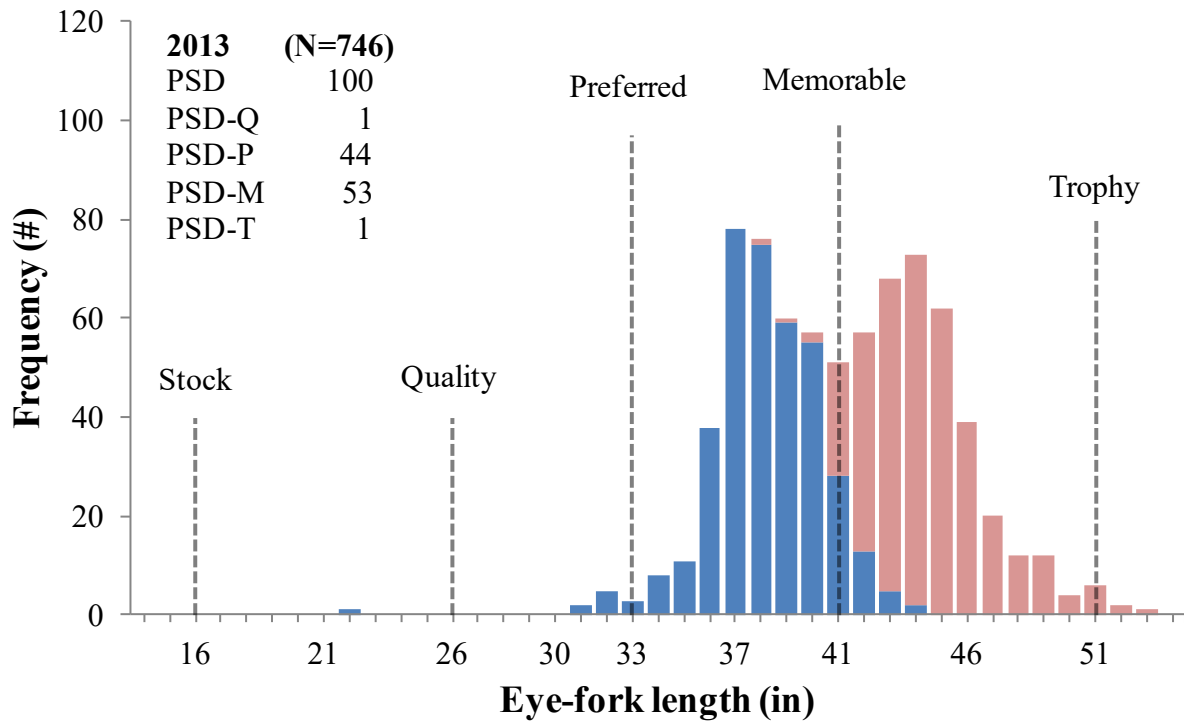 120
100
80
60
40
20
0
Frequency (#)
2013 (N=746)
PSD 100
PSD-Q 1
PSD-P 44
PSD-M 53
PSD-T 1
Stock
Quality
Preferred
Memorable
Trophy
16 21 26 30 33 37 41 46 51
Eye-fork length (in)